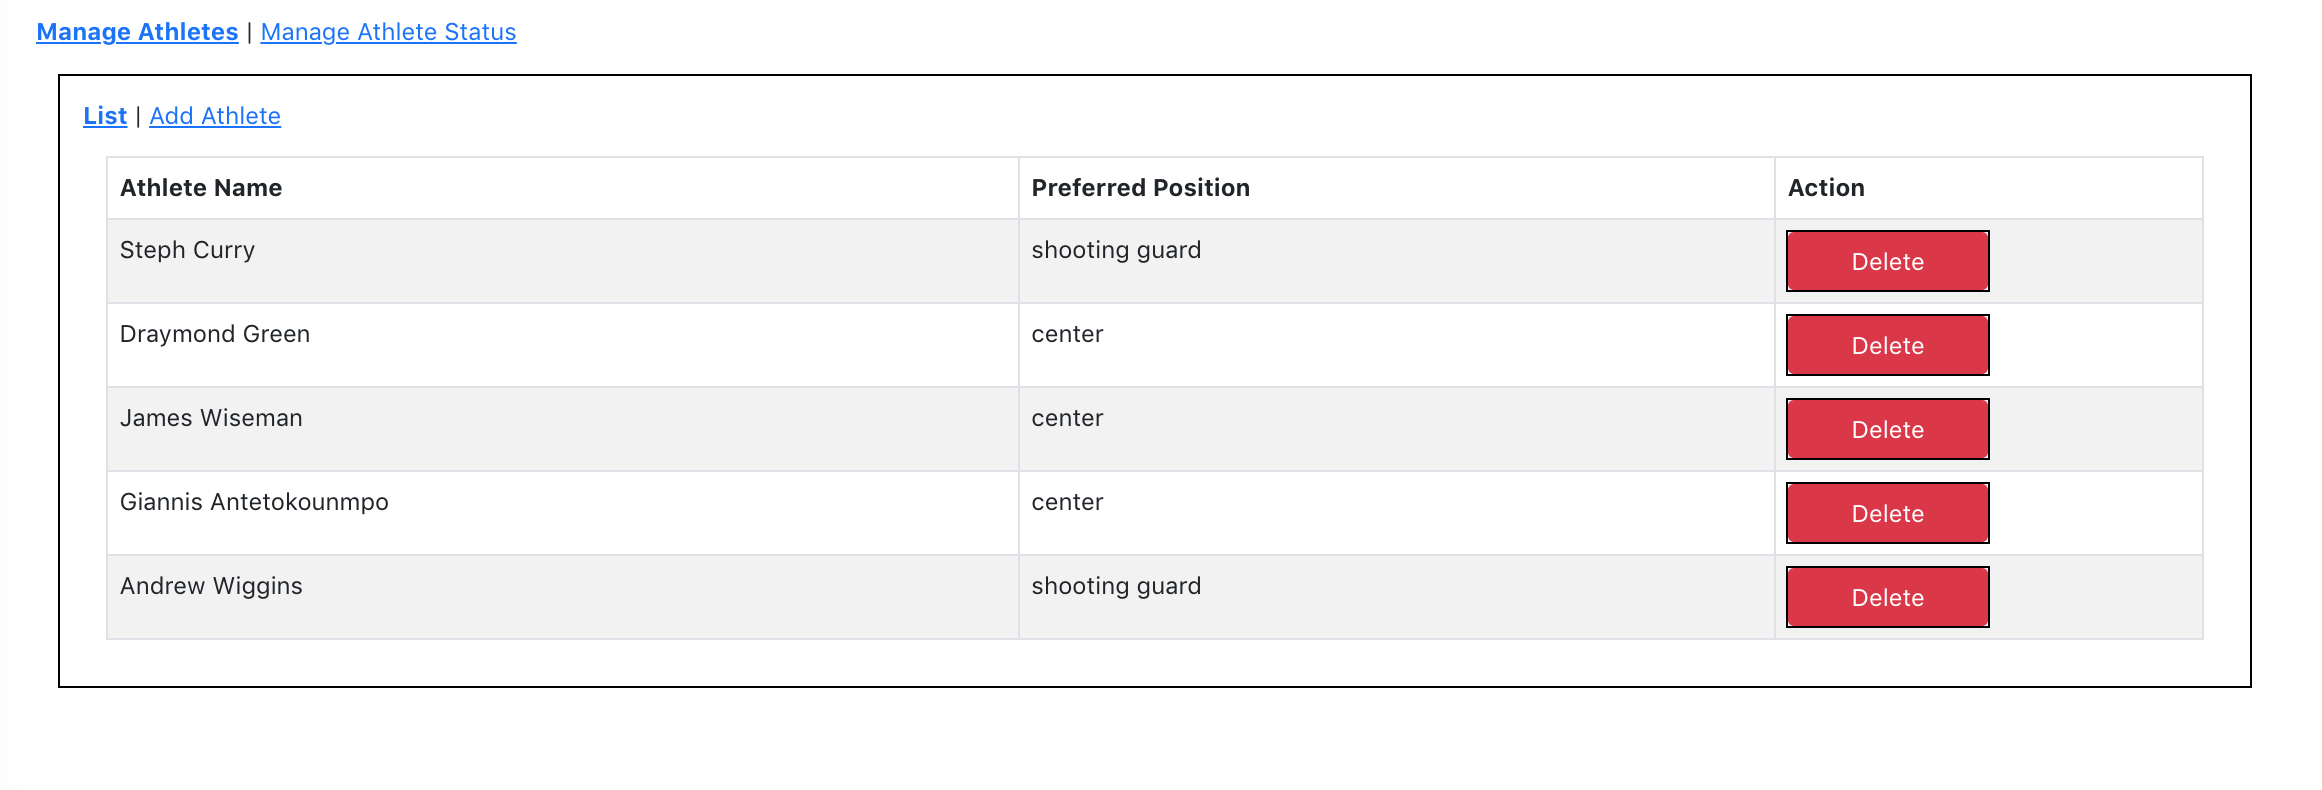 Manage Athletes | Manage Athlete Status
List | Add Athlete
Athlete Name Preferred Position Action
Steph Curry shooting guard Delete
Draymond Green center Delete
James Wiseman center Delete
Giannis Antetokounmpo center Delete
Andrew Wiggins shooting guard Delete